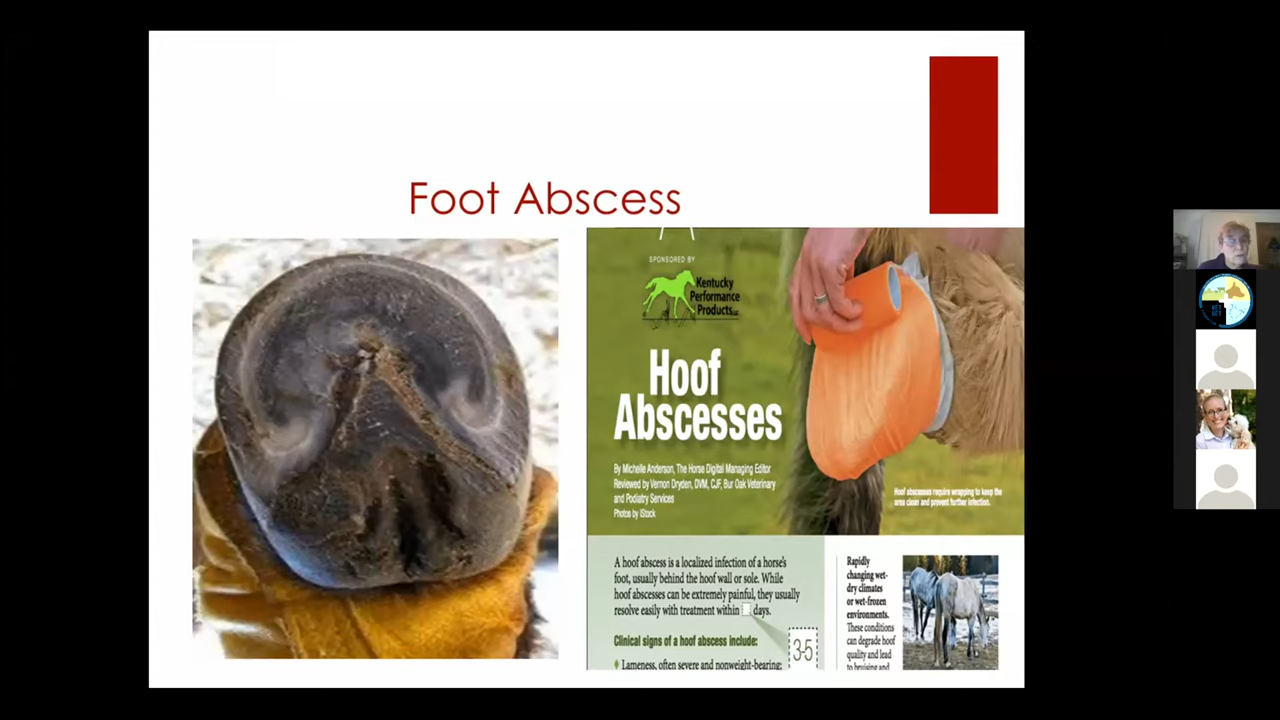 Foot Abscess
SPONSORED BY
Kentucky
Performance
Products
Hoof
Abscesses
By Michelle Anderson, The Horse Digital Managing Editor
Reviewed by Vernon Dryden, DVM, CJF, Bur Oak Veterinary
and Podiatry Services
Photos by iStock
Hoof abscesses require wrapping to keep the
area clean and prevent further infection.
A hoof abscess is a localized infection of a horse's
foot, usually behind the hoof wall or sole. While
hoof abscesses can be extremely painful, they usually
resolve easily with treatment within days.
3-5
Clinical signs of a hoof abscess include:
Lameness, often severe and nonweight-bearing;
Rapidly
changing wet-
dry climates
or wet-frozen
environments.
These conditions
can degrade hoof
quality and lead
to bruising and